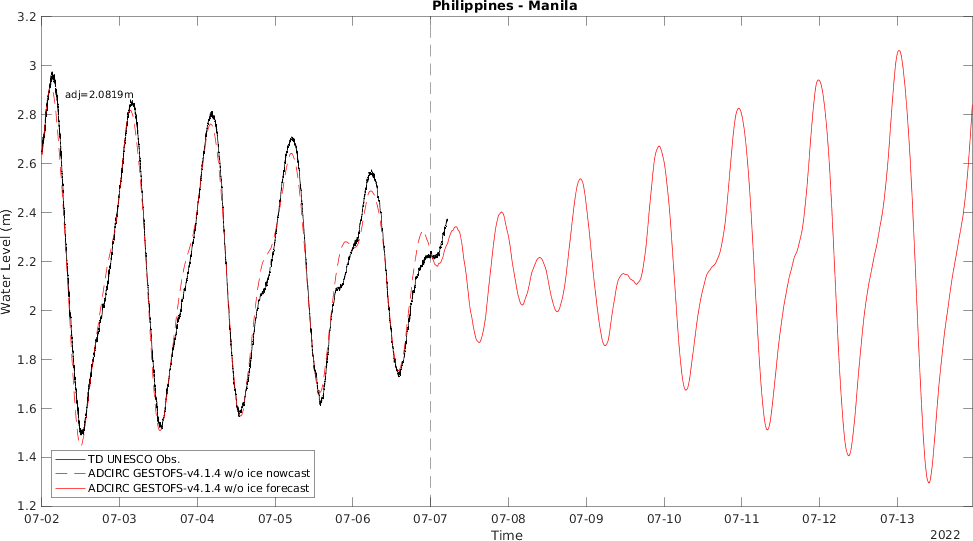 Philippines - Manila
3.2
3
2.8
2.6
2.4
2.2
2
1.8
1.6
1.4
1.2
Water Level (m)
adj=2.0819m
TD UNESCO Obs.
ADCIRC GESTOFS-v4.1.4 w/o ice nowcast
ADCIRC GESTOFS-v4.1.4 w/o ice forecast
07-02 07-03 07-04 07-05 07-06 07-07 07-08 07-09 07-10 07-11 07-12 07-13
Time
2022